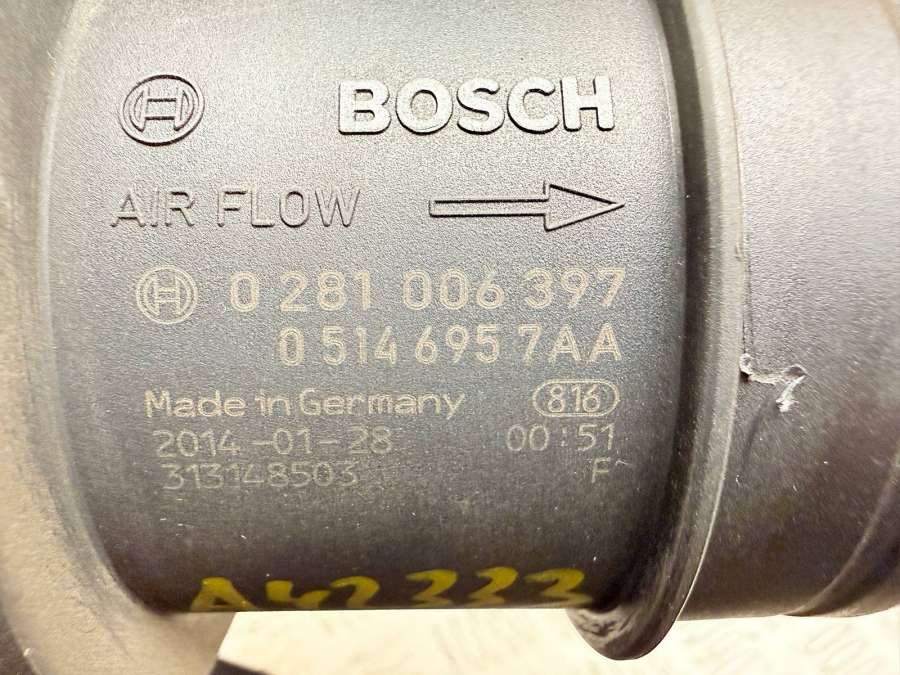 BOSCH
AIR FLOW
0 281 006 397
0 514 695 7AA
Made in Germany 816
2014-01-28 00:51
313148503 F
A42333